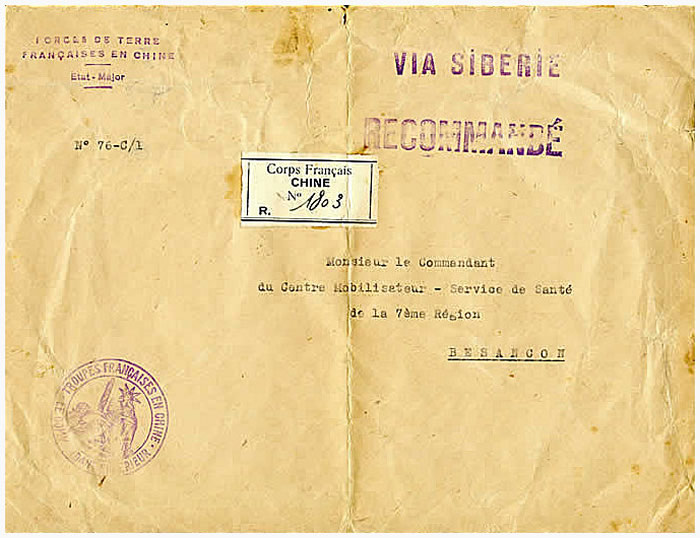 FORCES DE TERRE
FRANÇAISES EN CHINE
Etat-Major
VIA SIBÉRIE
RECOMMANDÉ
N° 76-C/1
Corps Français
CHINE
N° 1803
R.
Monsieur le Commandant
du Centre Mobilisateur - Service de Santé
de la 7ème Région
BESANCON
TROUPES FRANÇAISES EN CHINE